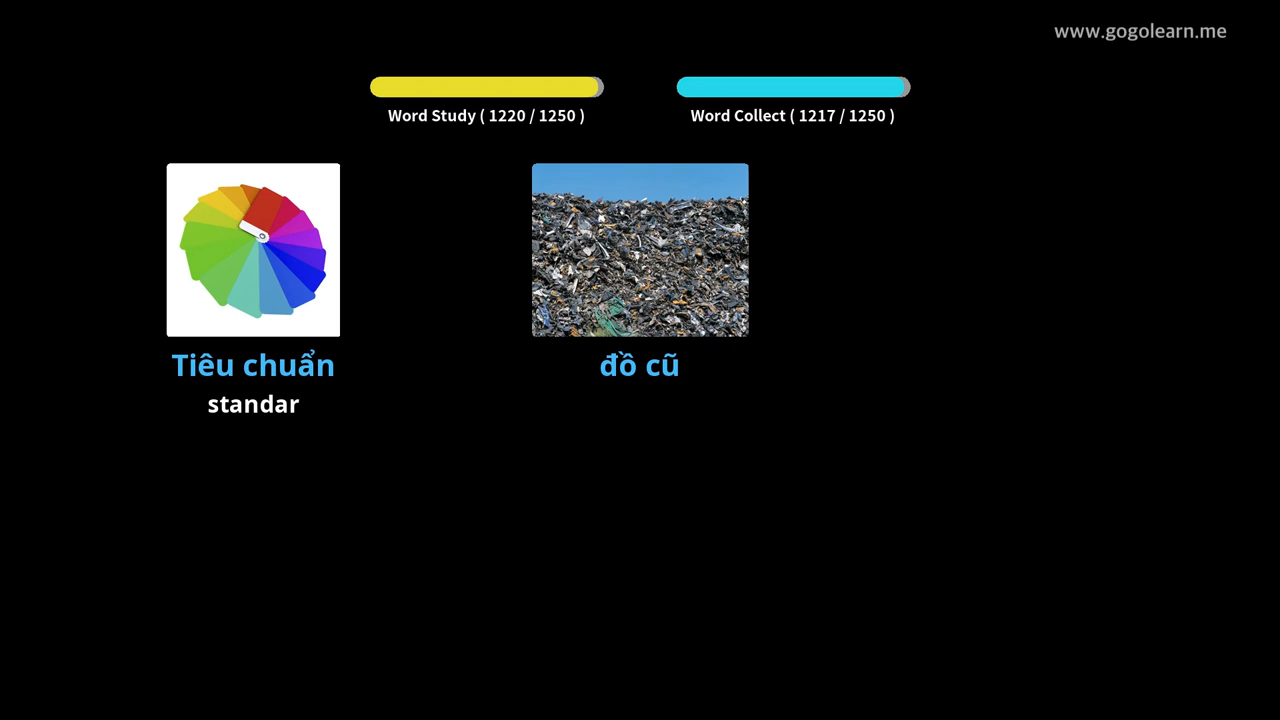 www.gogolearn.me
Word Study ( 1220 / 1250 )
Word Collect ( 1217 / 1250 )
Tiêu chuẩn
standar
đồ cũ